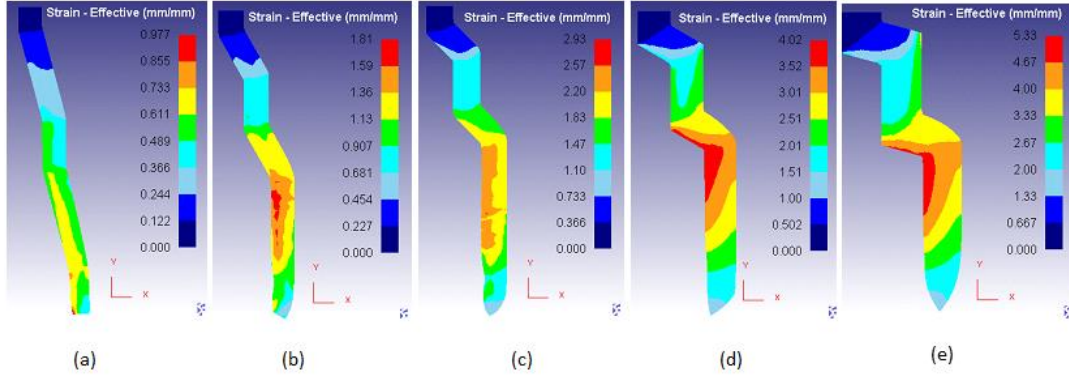 Strain - Effective (mm/mm)
0.977
0.855
0.733
0.611
0.489
0.366
0.244
0.122
0.000
Y
X
(a)
Strain - Effective (mm/mm)
1.81
1.59
1.36
1.13
0.907
0.681
0.454
0.227
0.000
Y
X
(b)
Strain - Effective (mm/mm)
2.93
2.57
2.20
1.83
1.47
1.10
0.733
0.366
0.000
Y
X
(c)
Strain - Effective (mm/mm)
4.02
3.52
3.01
2.51
2.01
1.51
1.00
0.502
0.000
Y
X
(d)
Strain - Effective (mm/mm)
5.33
4.67
4.00
3.33
2.67
2.00
1.33
0.667
0.000
Y
X
(e)